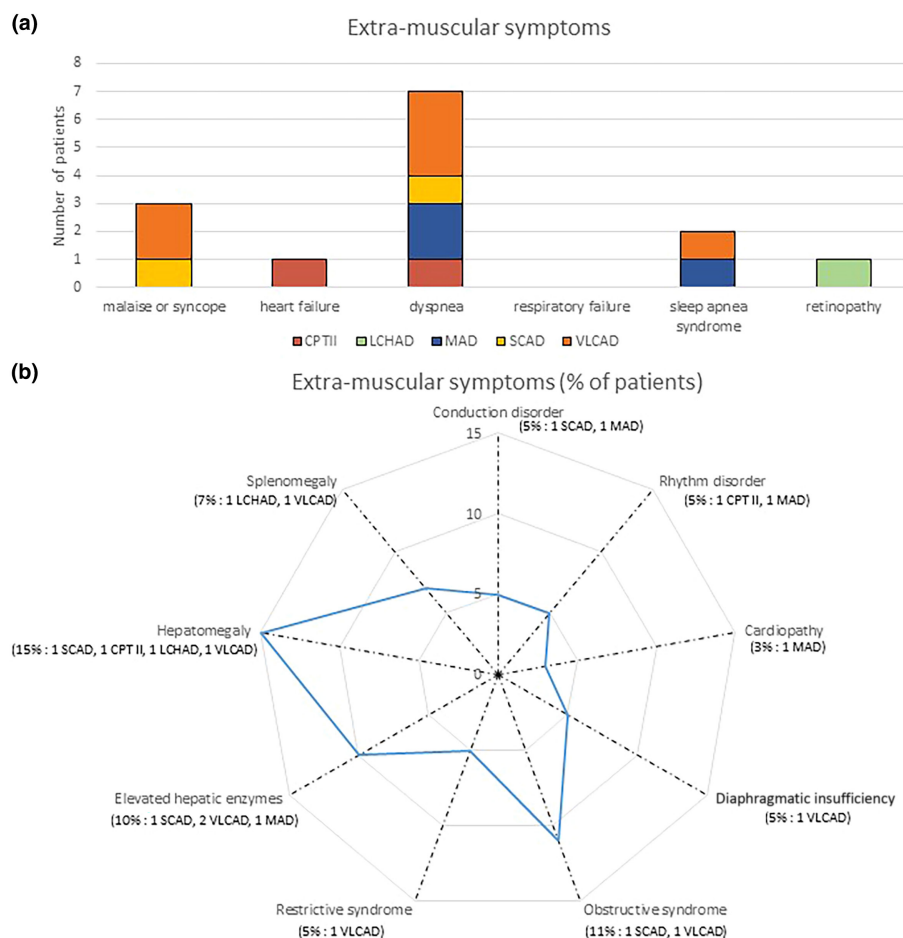 (a)
Extra-muscular symptoms
Number of patients
8
7
6
5
4
3
2
1
0
malaise or syncope
heart failure
dyspnea
respiratory failure
sleep apnea
syndrome
retinopathy
CPTII LCHAD MAD SCAD VLCAD
(b)
Extra-muscular symptoms (% of patients)
Conduction disorder
(5% : 1 SCAD, 1 MAD)
15
10
5
0
Rhythm disorder
(5% : 1 CPT II, 1 MAD)
Cardiopathy
(3% : 1 MAD)
Diaphragmatic insufficiency
(5% : 1 VLCAD)
Obstructive syndrome
(11% : 1 SCAD, 1 VLCAD)
Restrictive syndrome
(5% : 1 VLCAD)
Elevated hepatic enzymes
(10% : 1 SCAD, 2 VLCAD, 1 MAD)
Hepatomegaly
(15% : 1 SCAD, 1 CPT II, 1 LCHAD, 1 VLCAD)
Splenomegaly
(7% : 1 LCHAD, 1 VLCAD)